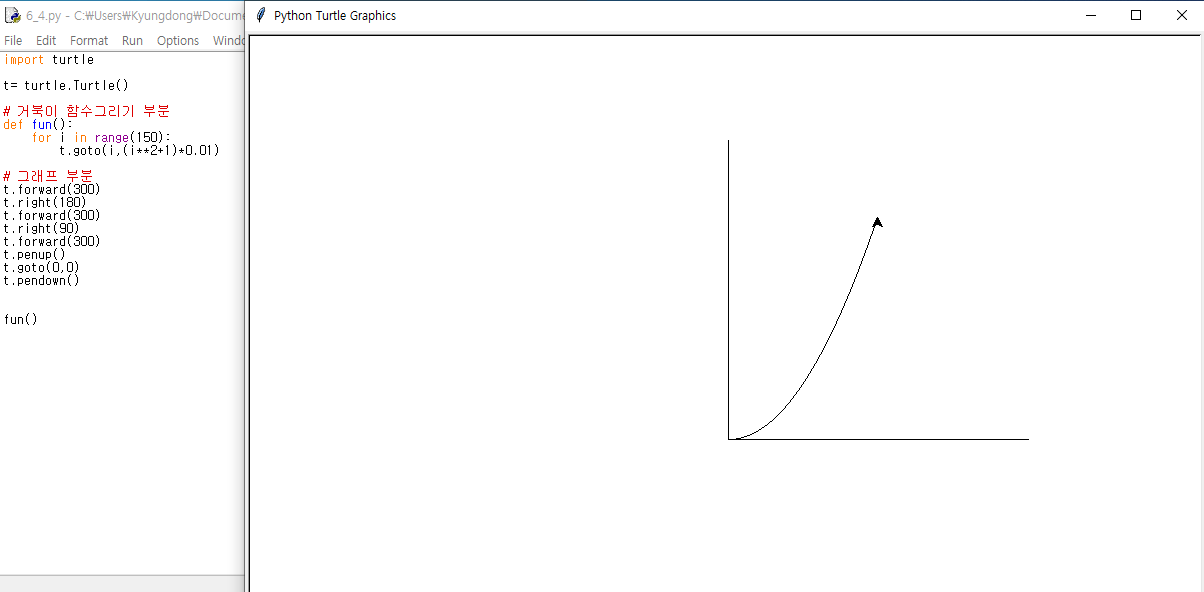 6_4.py - C:₩Users₩Kyungdong₩Docume
File Edit Format Run Options Windo
import turtle
t= turtle.Turtle()
# 거북이 함수그리기 부분
def fun():
    for i in range(150):
        t.goto(i,(i**2+1)*0.01)
# 그래프 부분
t.forward(300)
t.right(180)
t.forward(300)
t.right(90)
t.forward(300)
t.penup()
t.goto(0,0)
t.pendown()
fun()
Python Turtle Graphics